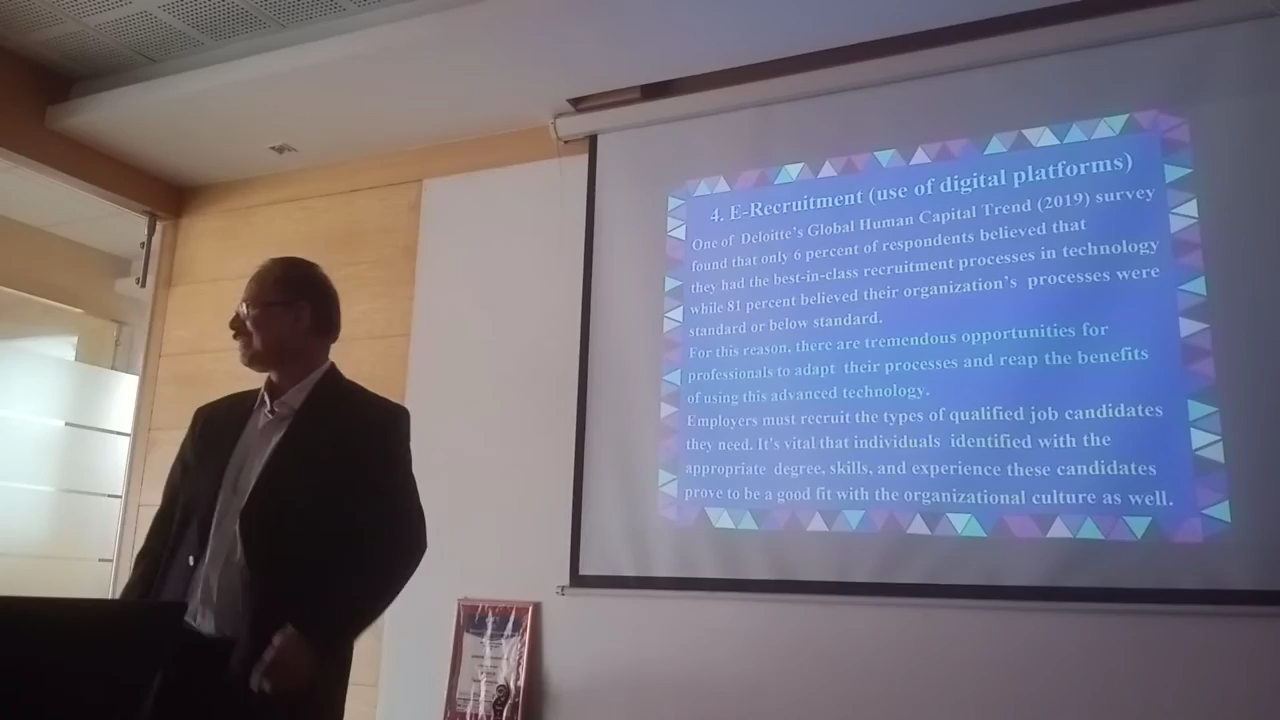 4. E-Recruitment (use of digital platforms)
One of Deloitte's Global Human Capital Trend (2019) survey
found that only 6 percent of respondents believed that
they had the best-in-class recruitment processes in technology
while 81 percent believed their organization's processes were
standard or below standard.
For this reason, there are tremendous opportunities for
professionals to adapt their processes and reap the benefits
of using this advanced technology.
Employers must recruit the types of qualified job candidates
they need. It's vital that individuals identified with the
appropriate degree, skills, and experience these candidates
prove to be a good fit with the organizational culture as well.